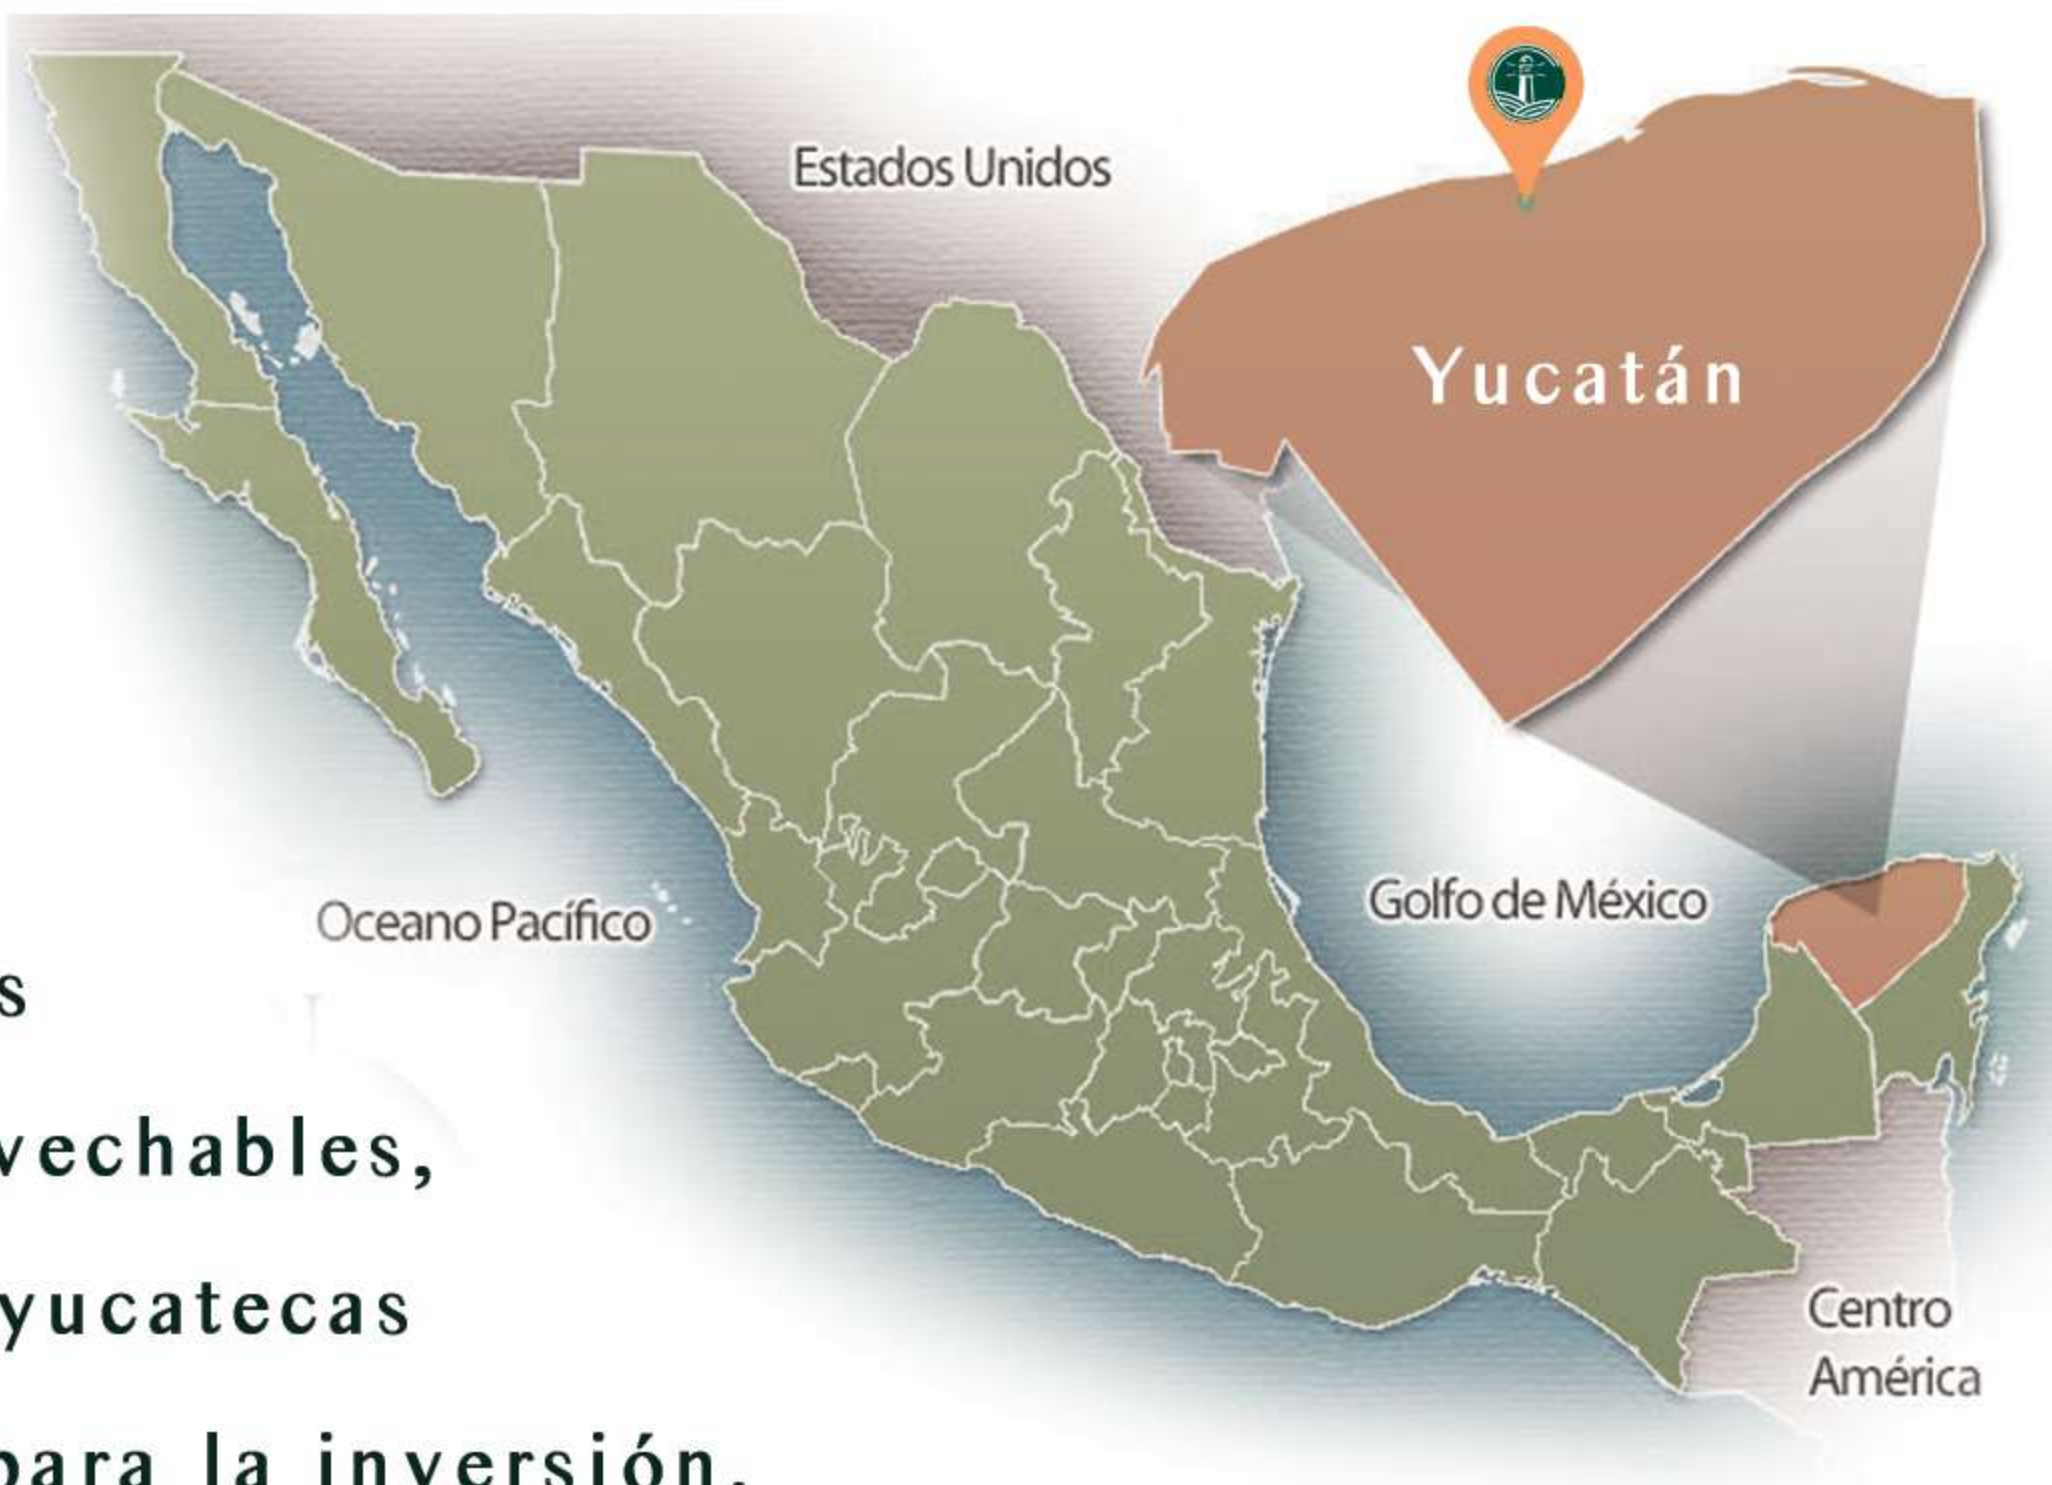 Estados Unidos
Yucatán
Golfo de México
Oceano Pacífico
s
vechables,
yucatecas
Centro
América
para la inversión.